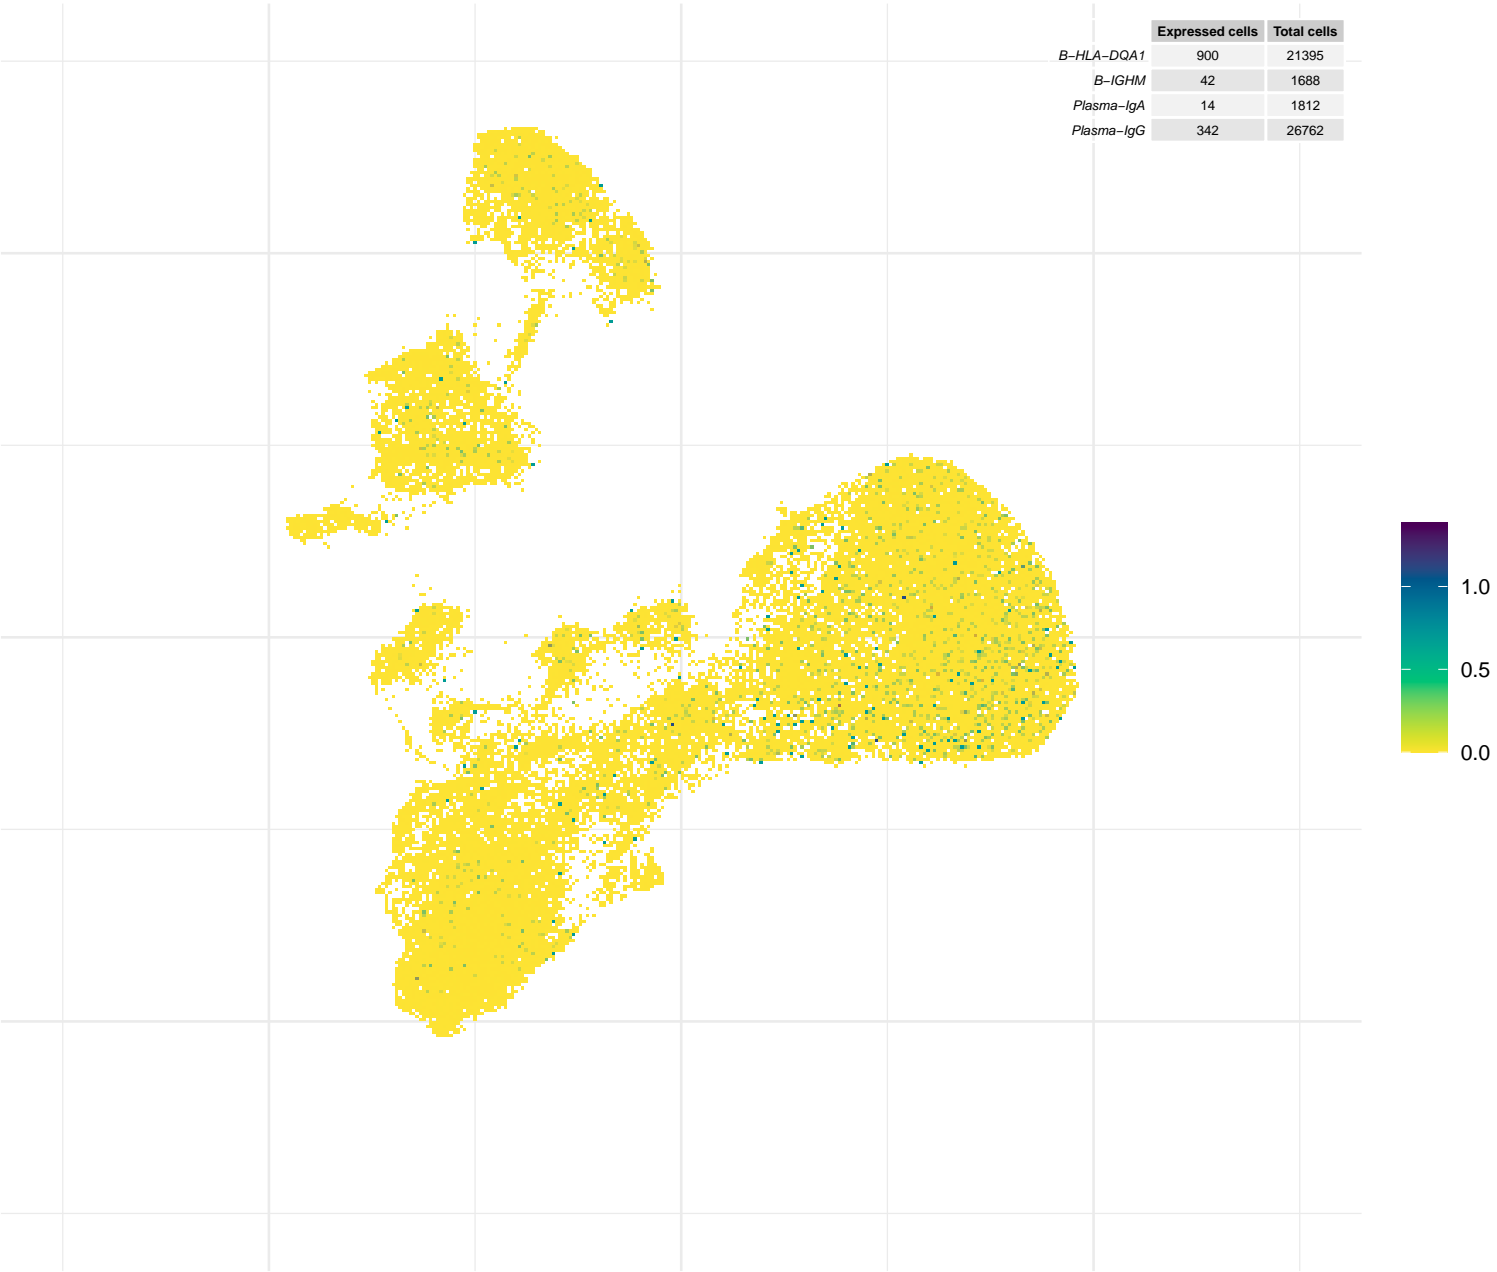 Expressed cells Total cells
B−HLA−DQA1 900 21395
B−IGHM 42 1688
Plasma−IgA 14 1812
Plasma−IgG 342 26762
1.0
0.5
0.0